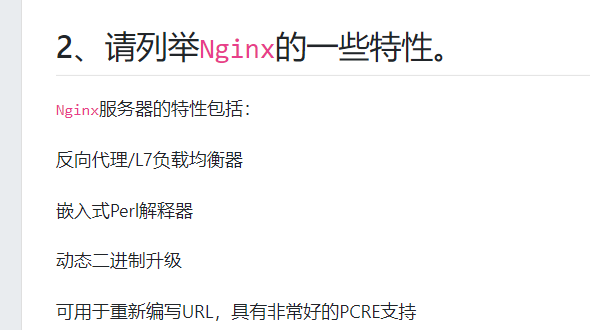 2、请列举Nginx的一些特性。
Nginx服务器的特性包括：
反向代理/L7负载均衡器
嵌入式Perl解释器
动态二进制升级
可用于重新编写URL，具有非常好的PCRE支持